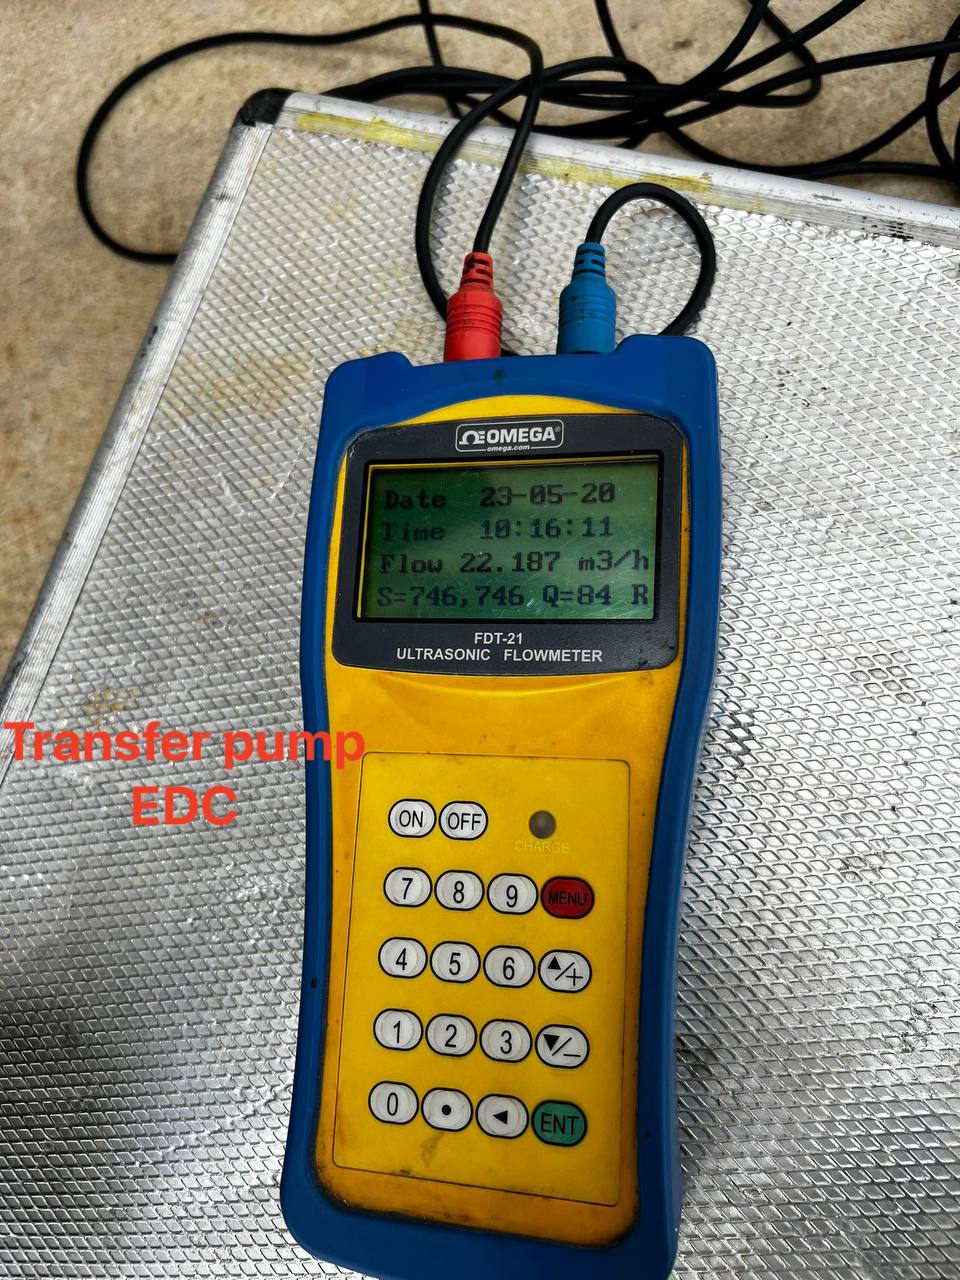 OMEGA®
omega.com
Date 23-05-20
Time 10:16:11
Flow 22.187 m3/h
S=746,746 Q=84 R
FDT-21
ULTRASONIC FLOWMETER
Transfer pump
EDC
ON OFF
CHARGE
7 8 9 MENU
4 5 6 ▲/+
1 2 3 ▼/-
0 • ◄ ENT